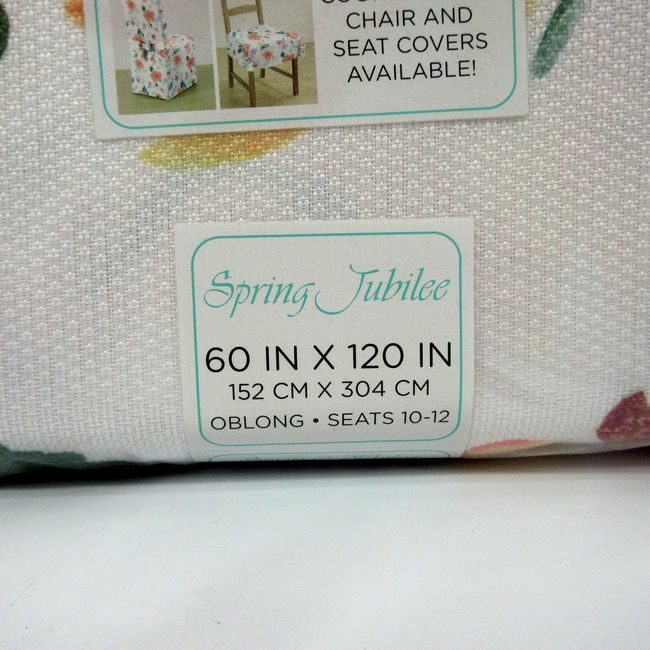 CHAIR AND
SEAT COVERS
AVAILABLE!
Spring Jubilee
60 IN X 120 IN
152 CM X 304 CM
OBLONG • SEATS 10-12